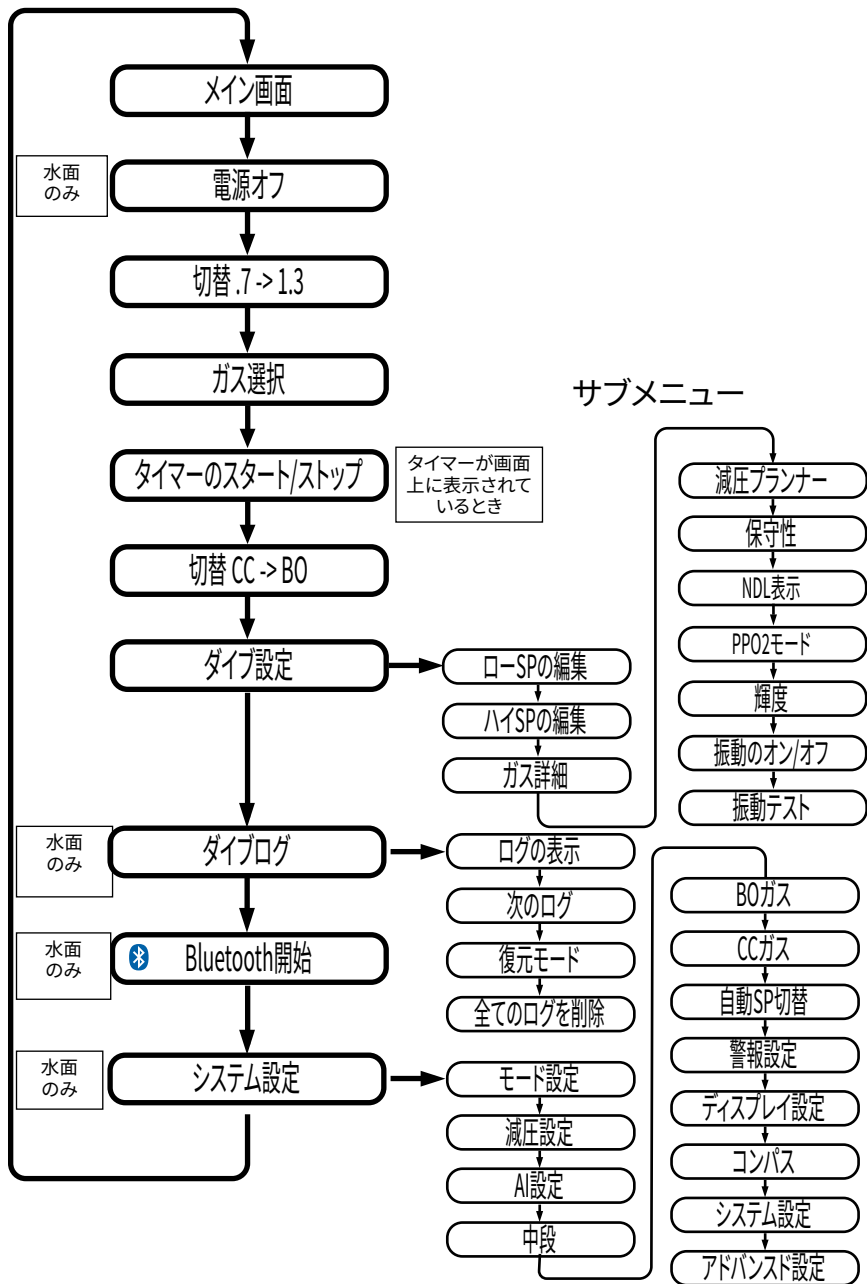 メイン画面
水面
のみ
電源オフ
切替 .7 -> 1.3
ガス選択
タイマーのスタート/ストップ
タイマーが画面
上に表示されて
いるとき
切替 CC -> BO
ダイブ設定
サブメニュー
ローSPの編集
ハイSPの編集
ガス詳細
減圧プランナー
保守性
NDL表示
PPO2モード
輝度
振動のオン/オフ
振動テスト
水面
のみ
ダイブログ
ログの表示
次のログ
復元モード
全てのログを削除
水面
のみ
Bluetooth開始
水面
のみ
システム設定
モード設定
減圧設定
AI設定
中段
BOガス
CCガス
自動SP切替
警報設定
ディスプレイ設定
コンパス
システム設定
アドバンスド設定